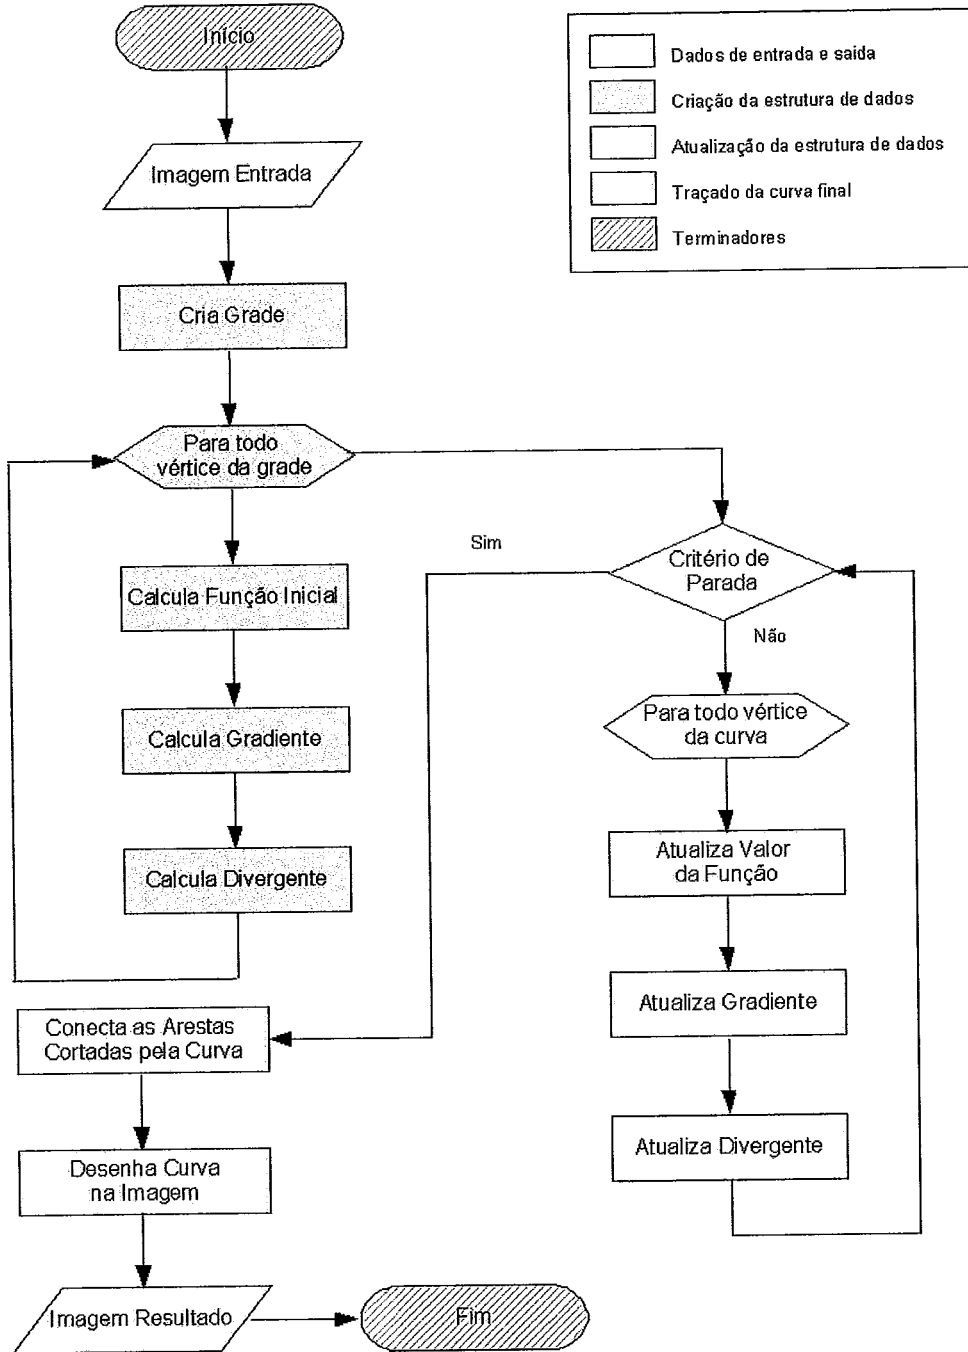 Início
Imagem Entrada
Cria Grade
Para todo
vértice da grade
Calcula Função Inicial
Calcula Gradiente
Calcula Divergente
Conecta as Arestas
Cortadas pela Curva
Desenha Curva
na Imagem
Imagem Resultado
Fim
Sim
Critério de
Parada
Não
Para todo vértice
da curva
Atualiza Valor
da Função
Atualiza Gradiente
Atualiza Divergente
Dados de entrada e saída
Criação da estrutura de dados
Atualização da estrutura de dados
Traçado da curva final
Terminadores